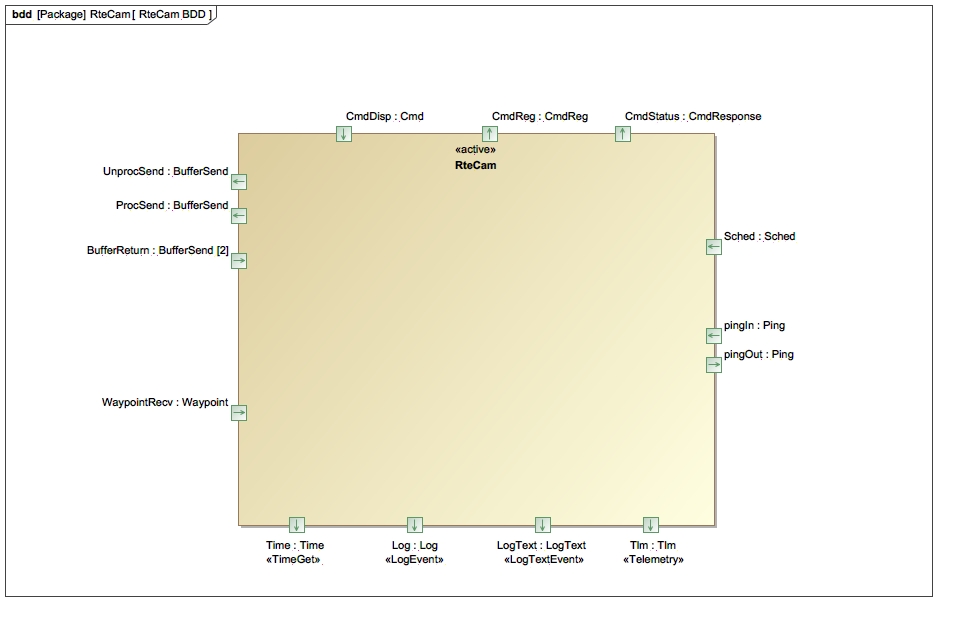 bdd [Package] RteCam [ RteCam BDD ]
CmdDisp : Cmd
CmdReg : CmdReg
CmdStatus : CmdResponse
«active»
RteCam
UnprocSend : BufferSend
ProcSend : BufferSend
BufferReturn : BufferSend [2]
Sched : Sched
pingIn : Ping
pingOut : Ping
WaypointRecv : Waypoint
Time : Time
«TimeGet»
Log : Log
«LogEvent»
LogText : LogText
«LogTextEvent»
Tlm : Tlm
«Telemetry»